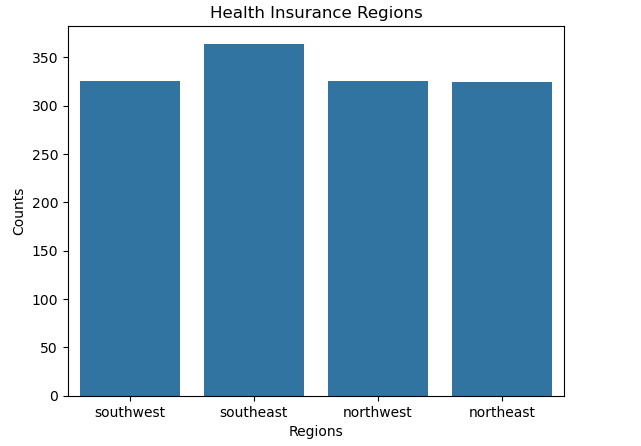 Health Insurance Regions
350
300
250
200
150
100
50
0
Counts
southwest southeast northwest northeast
Regions